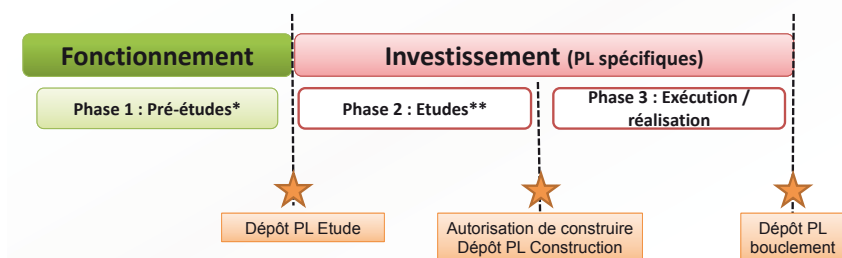 Fonctionnement
Investissement (PL spécifiques)
Phase 1 : Pré-études*
Phase 2 : Etudes**
Phase 3 : Exécution /
réalisation
Dépôt PL Etude
Autorisation de construire
Dépôt PL Construction
Dépôt PL
bouclement